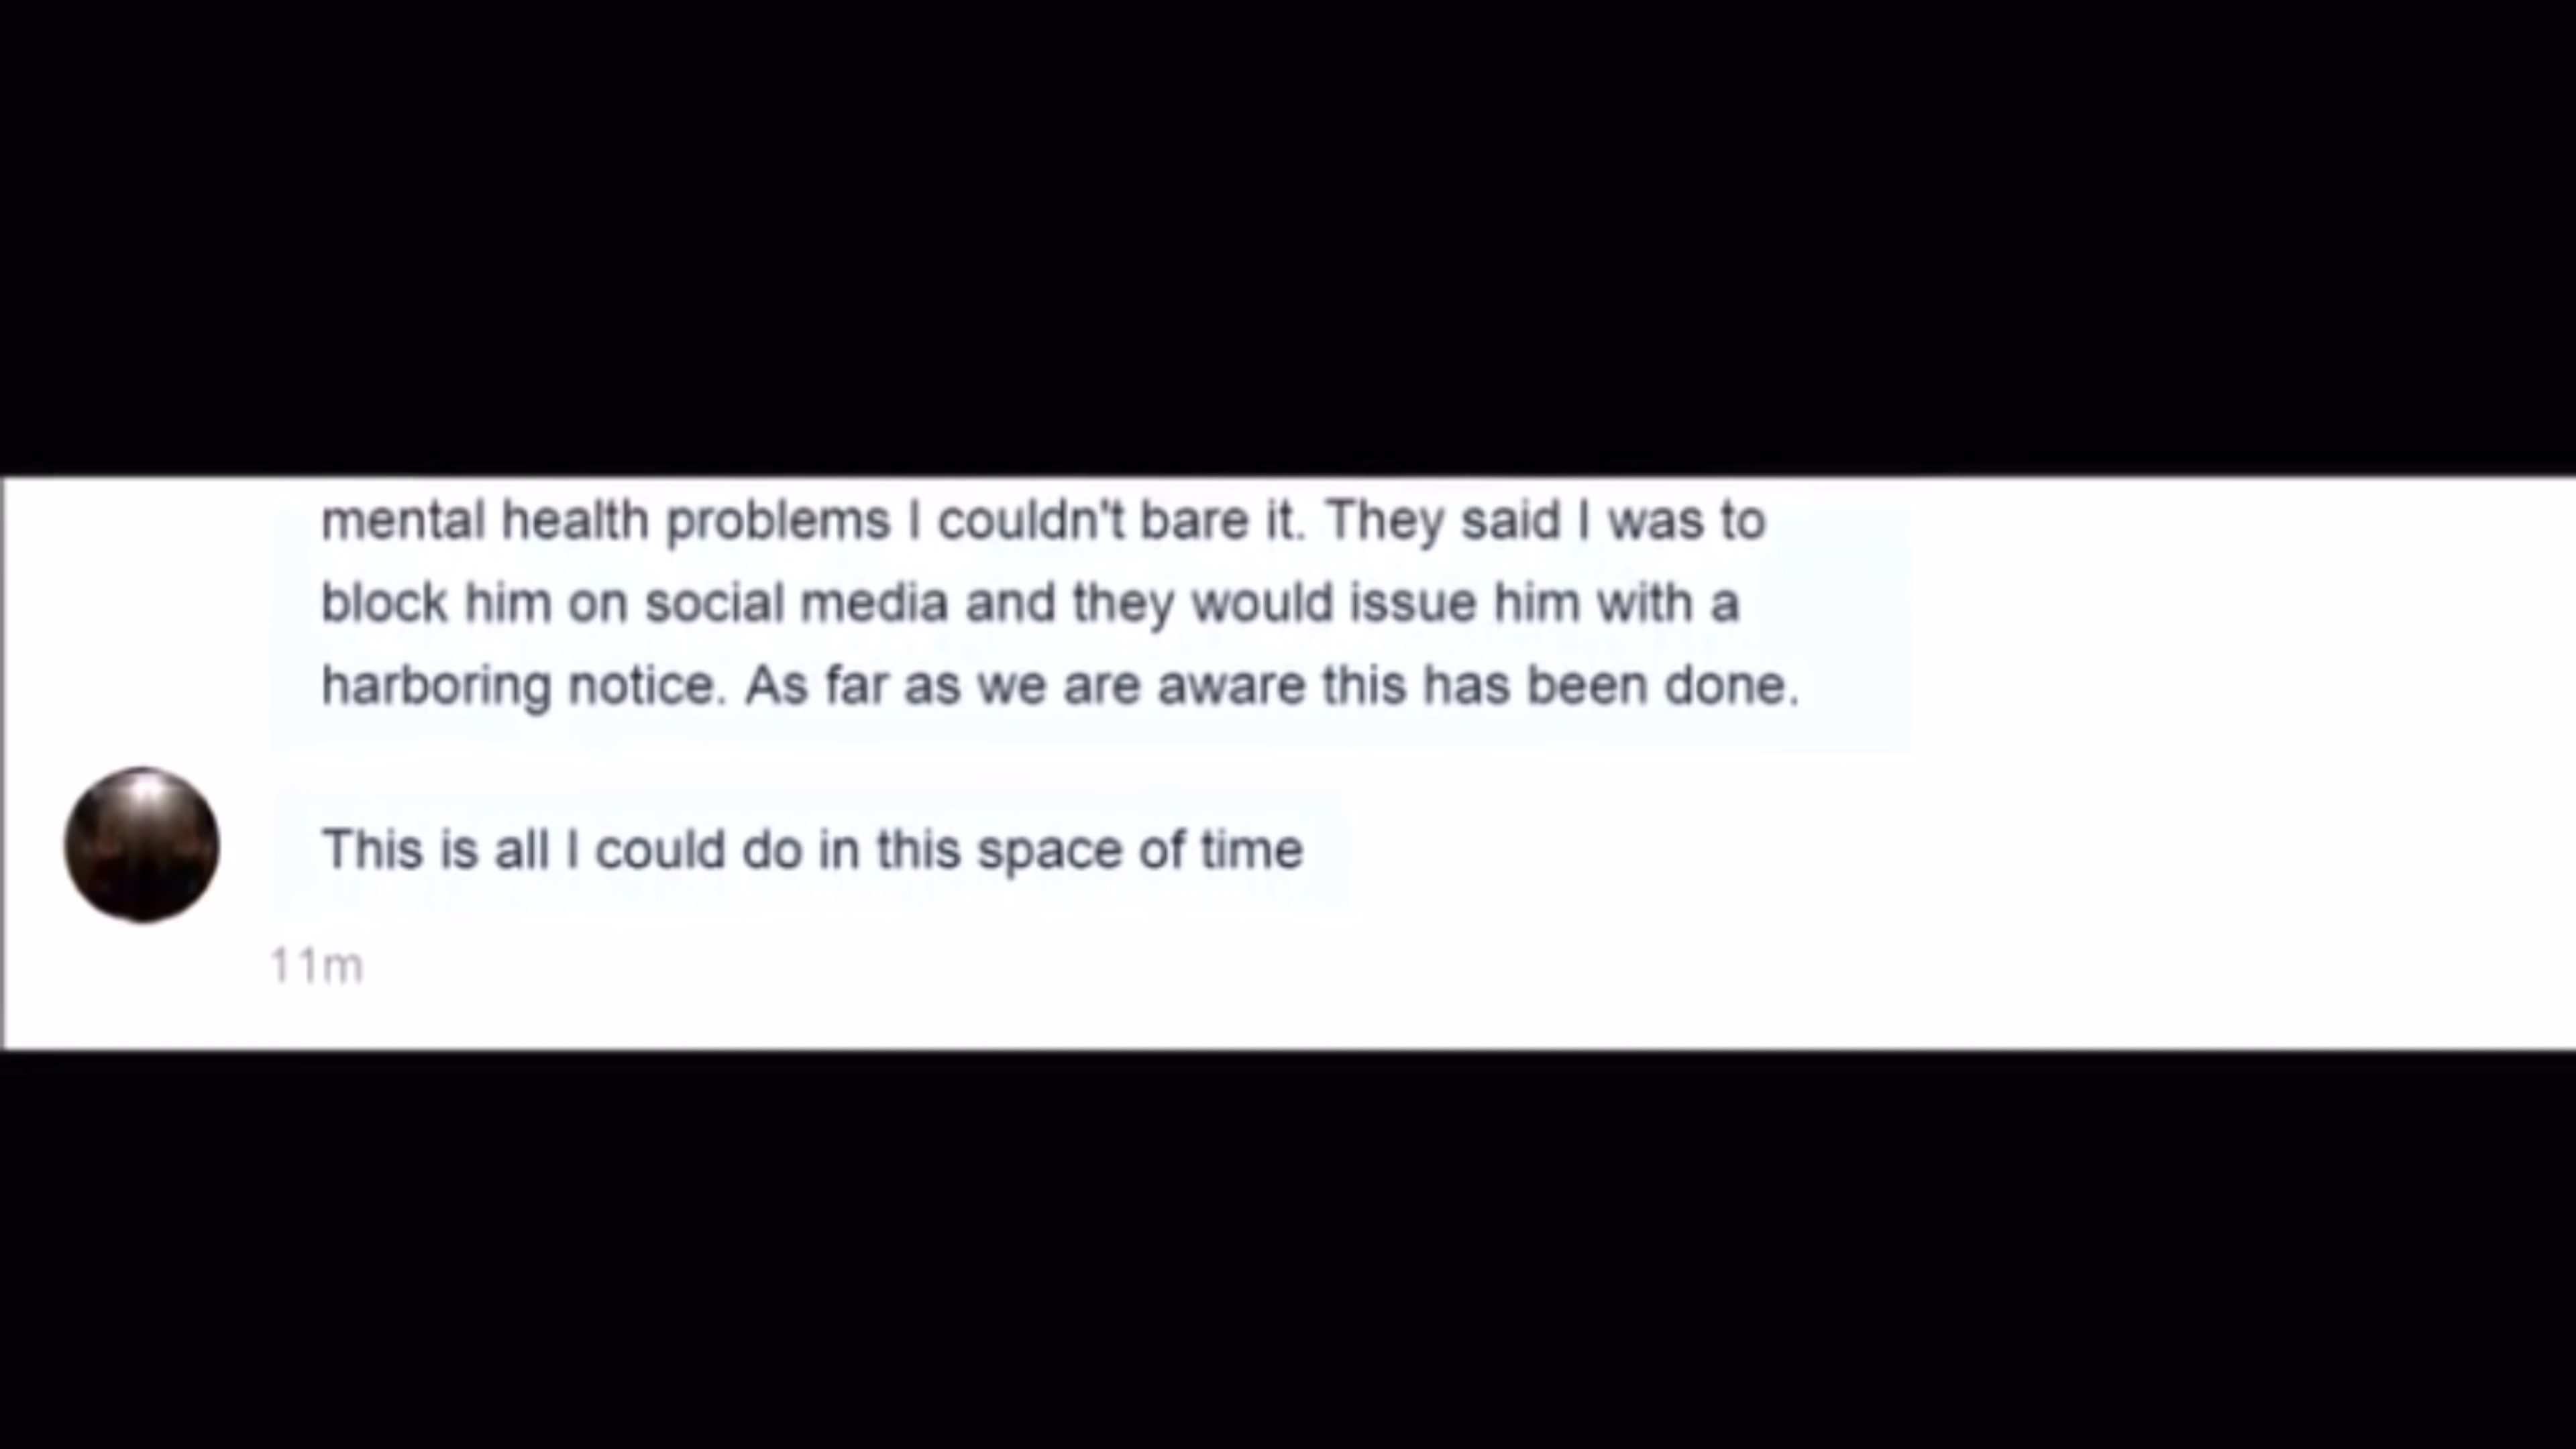 mental health problems I couldn't bare it. They said I was to
block him on social media and they would issue him with a
harboring notice. As far as we are aware this has been done.
This is all I could do in this space of time
11m